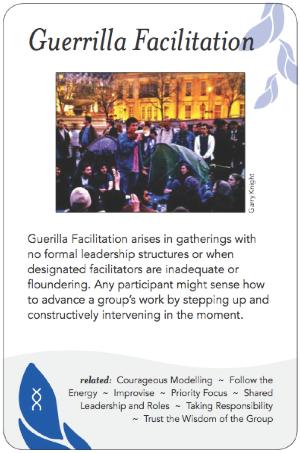 Guerrilla Facilitation
Garry Knight
Guerilla Facilitation arises in gatherings with
no formal leadership structures or when
designated facilitators are inadequate or
floundering. Any participant might sense how
to advance a group's work by stepping up and
constructively intervening in the moment.
related: Courageous Modelling ~ Follow the
Energy ~ Improvise ~ Priority Focus ~ Shared
Leadership and Roles ~ Taking Responsibility
~ Trust the Wisdom of the Group